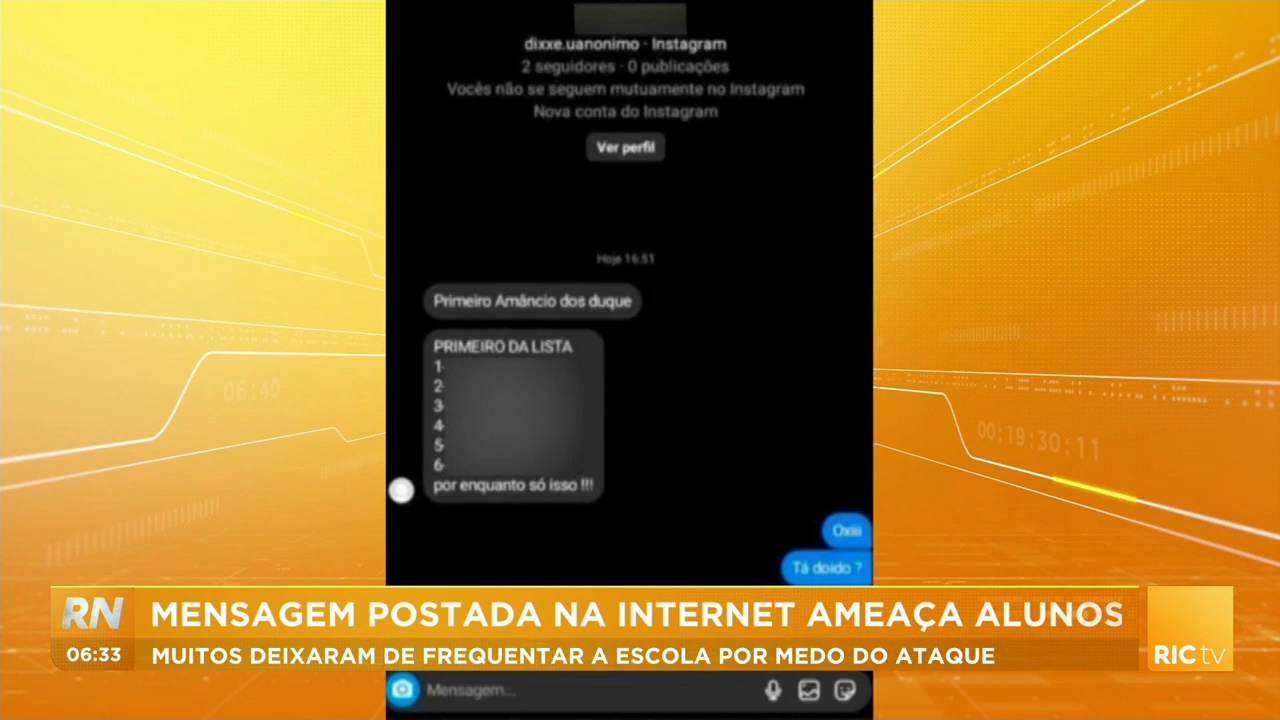 dixxe.uanonimo · Instagram
2 seguidores · 0 publicações
Vocês não se seguem mutuamente no Instagram
Nova conta do Instagram
Ver perfil
Hoje 16:51
Primeiro Amâncio dos duque
PRIMEIRO DA LISTA
1-
2-
3-
4-
5-
6-
por enquanto só isso !!!
06:40
00:19:30:11
Oxiii
Tá doido ?
RN MENSAGEM POSTADA NA INTERNET AMEAÇA ALUNOS
06:33 MUITOS DEIXARAM DE FREQUENTAR A ESCOLA POR MEDO DO ATAQUE
RIC tv
Mensagem...